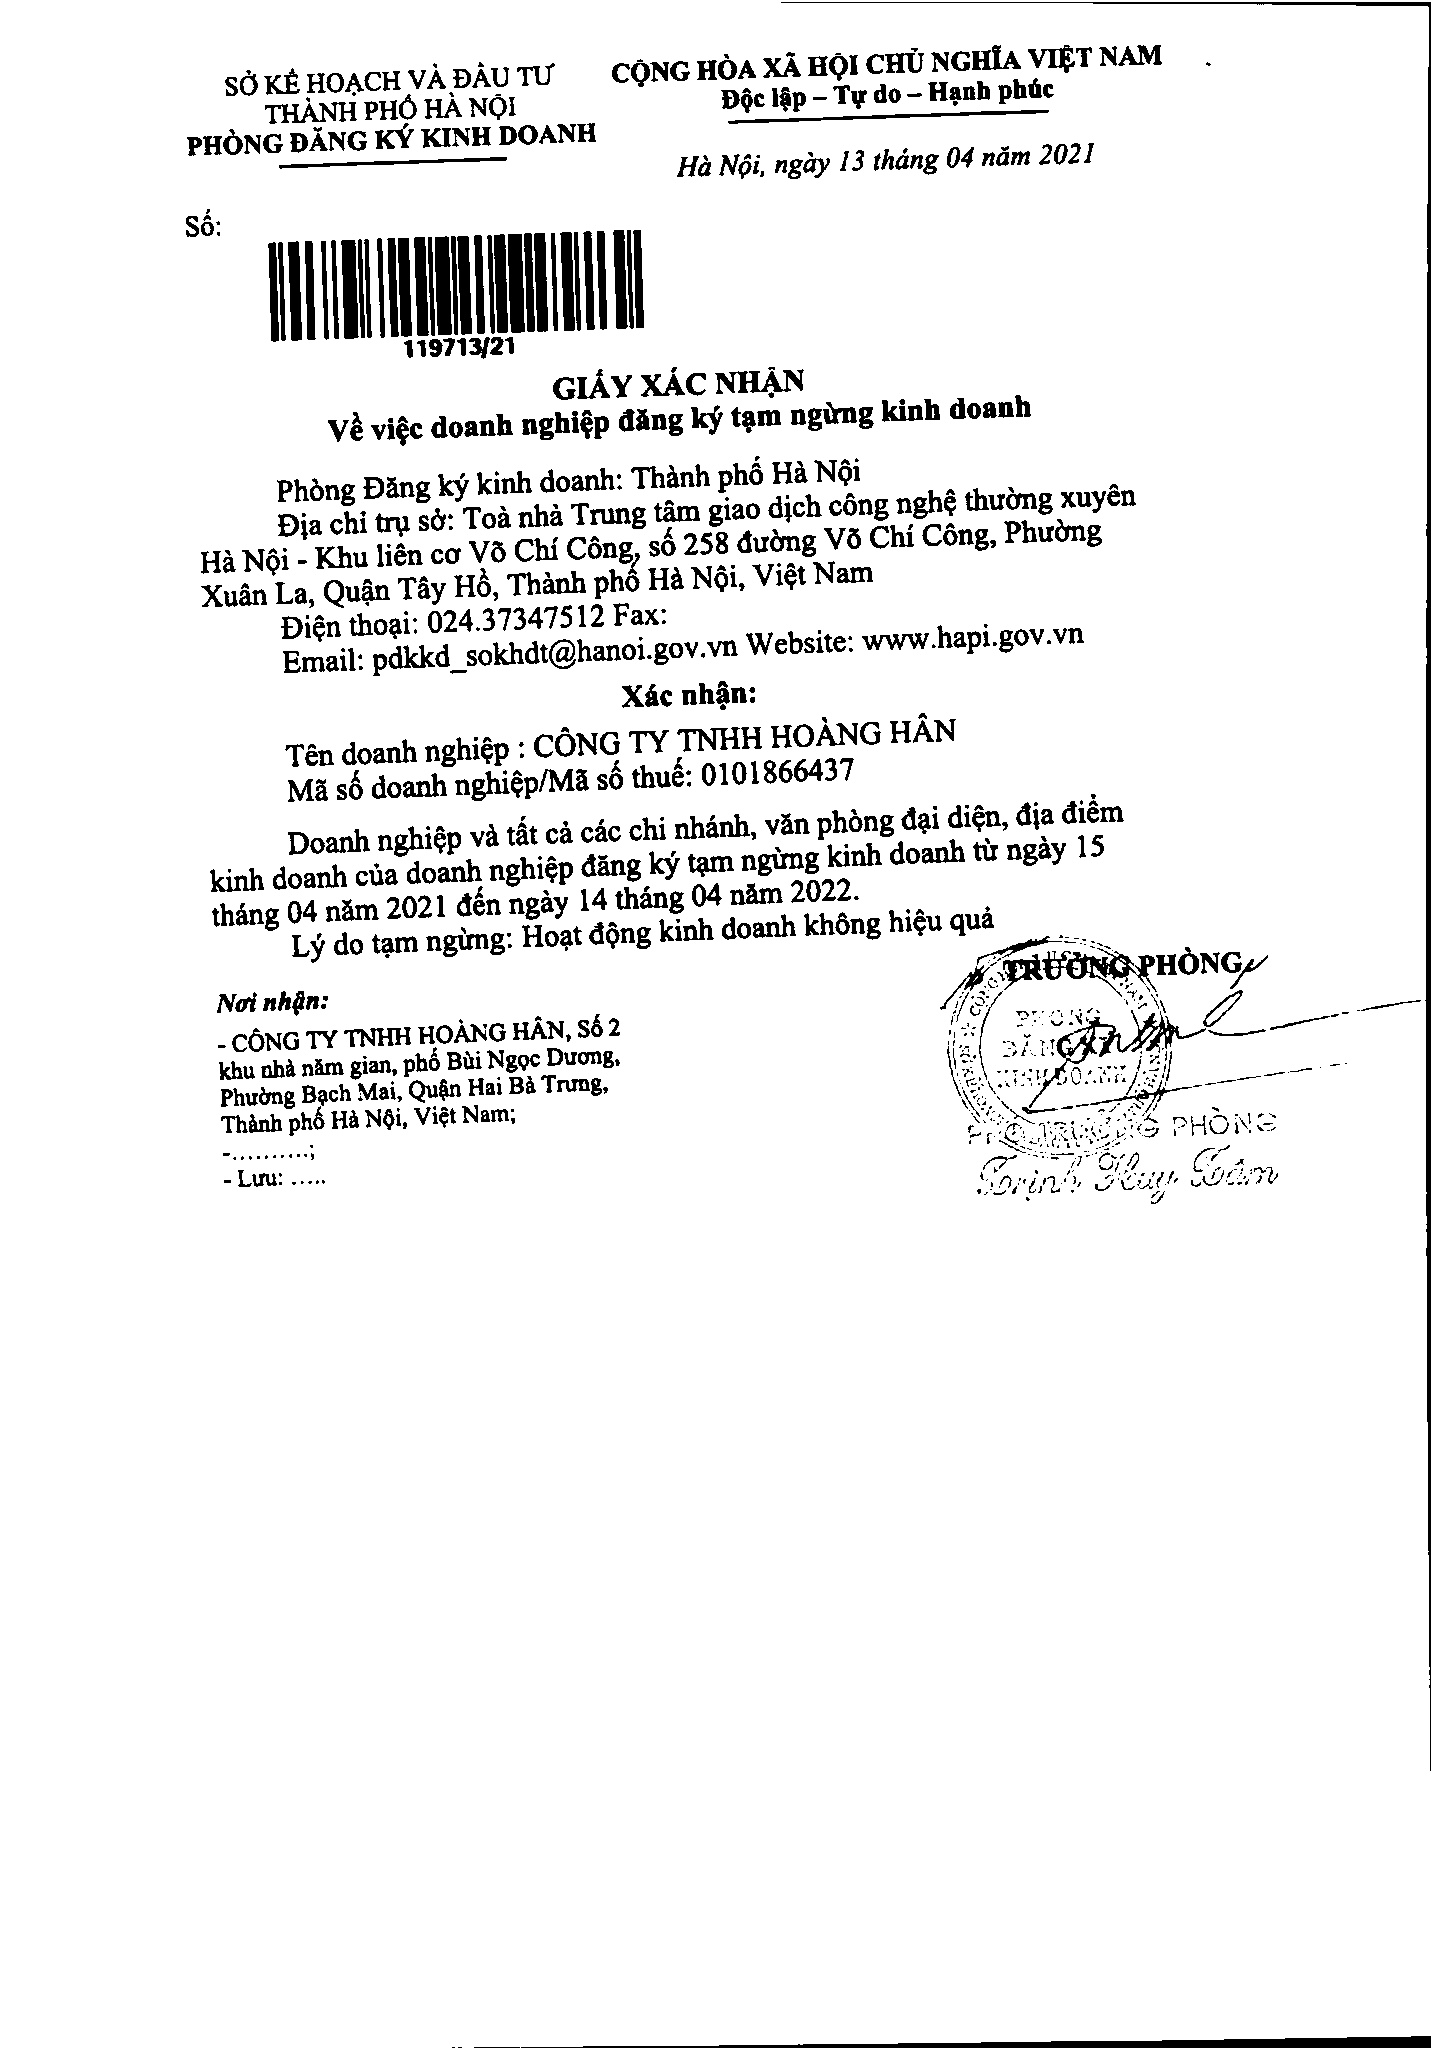 SỞ KẾ HOẠCH VÀ ĐẦU TƯ
THÀNH PHỐ HÀ NỘI
PHÒNG ĐĂNG KÝ KINH DOANH
CỘNG HÒA XÃ HỘI CHỦ NGHĨA VIỆT NAM
Độc lập – Tự do – Hạnh phúc
Hà Nội, ngày 13 tháng 04 năm 2021
Số:
119713/21
GIẤY XÁC NHẬN
Về việc doanh nghiệp đăng ký tạm ngừng kinh doanh
Phòng Đăng ký kinh doanh: Thành phố Hà Nội
Địa chỉ trụ sở: Toà nhà Trung tâm giao dịch công nghệ thường xuyên
Hà Nội - Khu liên cơ Võ Chí Công, số 258 đường Võ Chí Công, Phường
Xuân La, Quận Tây Hồ, Thành phố Hà Nội, Việt Nam
Điện thoại: 024.37347512 Fax:
Email: pdkkd_sokhdt@hanoi.gov.vn Website: www.hapi.gov.vn
Xác nhận:
Tên doanh nghiệp : CÔNG TY TNHH HOÀNG HÂN
Mã số doanh nghiệp/Mã số thuế: 0101866437
Doanh nghiệp và tất cả các chi nhánh, văn phòng đại diện, địa điểm
kinh doanh của doanh nghiệp đăng ký tạm ngừng kinh doanh từ ngày 15
tháng 04 năm 2021 đến ngày 14 tháng 04 năm 2022.
Lý do tạm ngừng: Hoạt động kinh doanh không hiệu quả
TRƯỞNG PHÒNG
PHÒNG
ĐĂNG KÝ
KINH DOANH
PHÓ TRƯỞNG PHÒNG
Trịnh Huy Tâm
Nơi nhận:
- CÔNG TY TNHH HOÀNG HÂN, Số 2
khu nhà năm gian, phố Bùi Ngọc Dương,
Phường Bạch Mai, Quận Hai Bà Trưng,
Thành phố Hà Nội, Việt Nam;
-..........;
- Lưu: .....